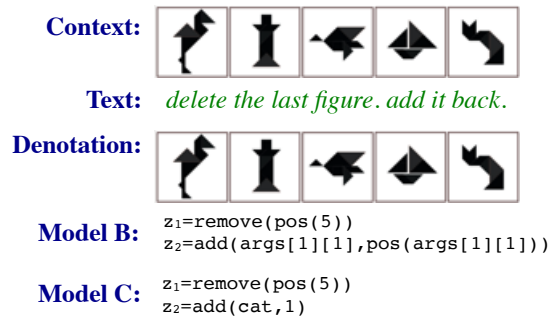 Context:
Text: delete the last figure. add it back.
Denotation:
Model B: z₁=remove(pos(5))
z₂=add(args[1][1],pos(args[1][1]))
Model C: z₁=remove(pos(5))
z₂=add(cat,1)